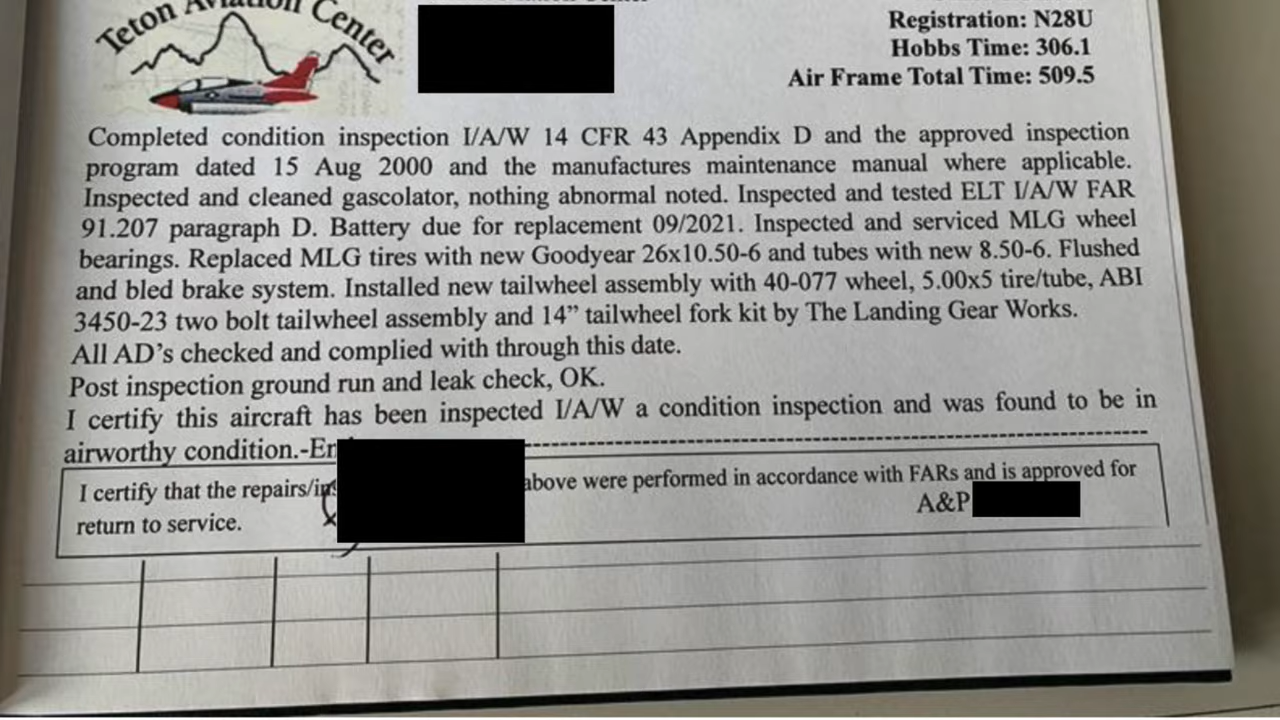 Teton Aviation Center
Registration: N28U
Hobbs Time: 306.1
Air Frame Total Time: 509.5
Completed condition inspection I/A/W 14 CFR 43 Appendix D and the approved inspection
program dated 15 Aug 2000 and the manufactures maintenance manual where applicable.
Inspected and cleaned gascolator, nothing abnormal noted. Inspected and tested ELT I/A/W FAR
91.207 paragraph D. Battery due for replacement 09/2021. Inspected and serviced MLG wheel
bearings. Replaced MLG tires with new Goodyear 26x10.50-6 and tubes with new 8.50-6. Flushed
and bled brake system. Installed new tailwheel assembly with 40-077 wheel, 5.00x5 tire/tube, ABI
3450-23 two bolt tailwheel assembly and 14” tailwheel fork kit by The Landing Gear Works.
All AD’s checked and complied with through this date.
Post inspection ground run and leak check, OK.
I certify this aircraft has been inspected I/A/W a condition inspection and was found to be in
airworthy condition.-
I certify that the above were performed in accordance with FARs and is approved for
return to service. A&P